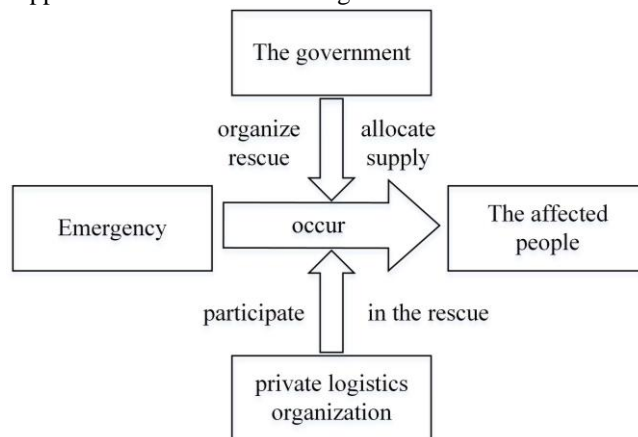 The government
organize
rescue
allocate
supply
Emergency
occur
The affected
people
participate
in the rescue
private logistics
organization